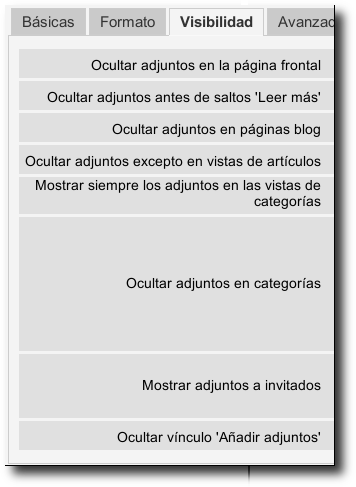 Básicas Formato Visibilidad Avanzad
Ocultar adjuntos en la página frontal
Ocultar adjuntos antes de saltos 'Leer más'
Ocultar adjuntos en páginas blog
Ocultar adjuntos excepto en vistas de artículos
Mostrar siempre los adjuntos en las vistas de
categorías
Ocultar adjuntos en categorías
Mostrar adjuntos a invitados
Ocultar vínculo 'Añadir adjuntos'